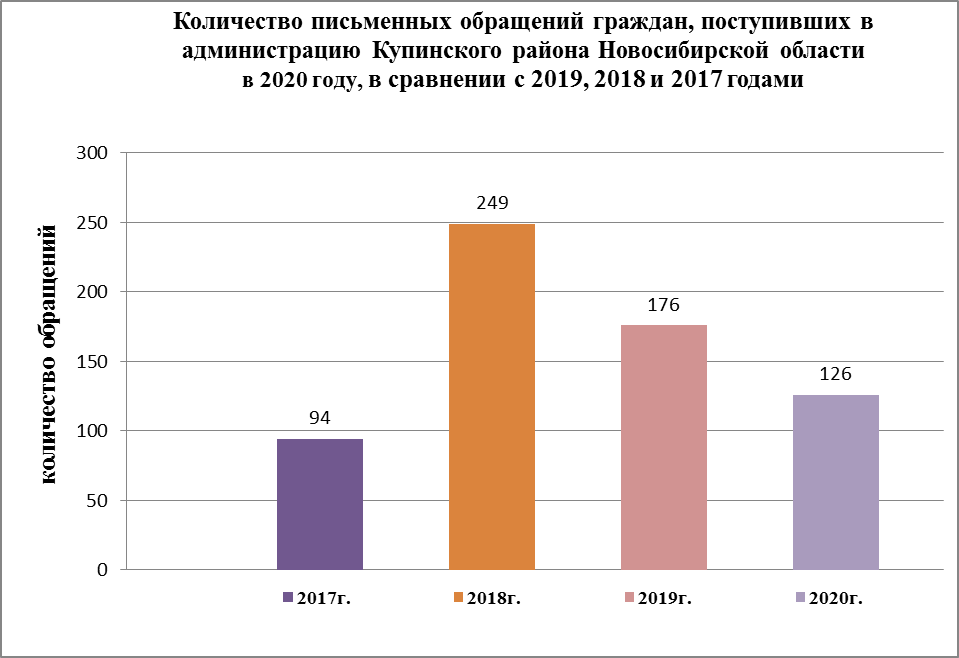 Количество письменных обращений граждан, поступивших в
администрацию Купинского района Новосибирской области
в 2020 году, в сравнении с 2019, 2018 и 2017 годами
количество обращений
300
250
200
150
100
50
0
94
249
176
126
2017г.
2018г.
2019г.
2020г.